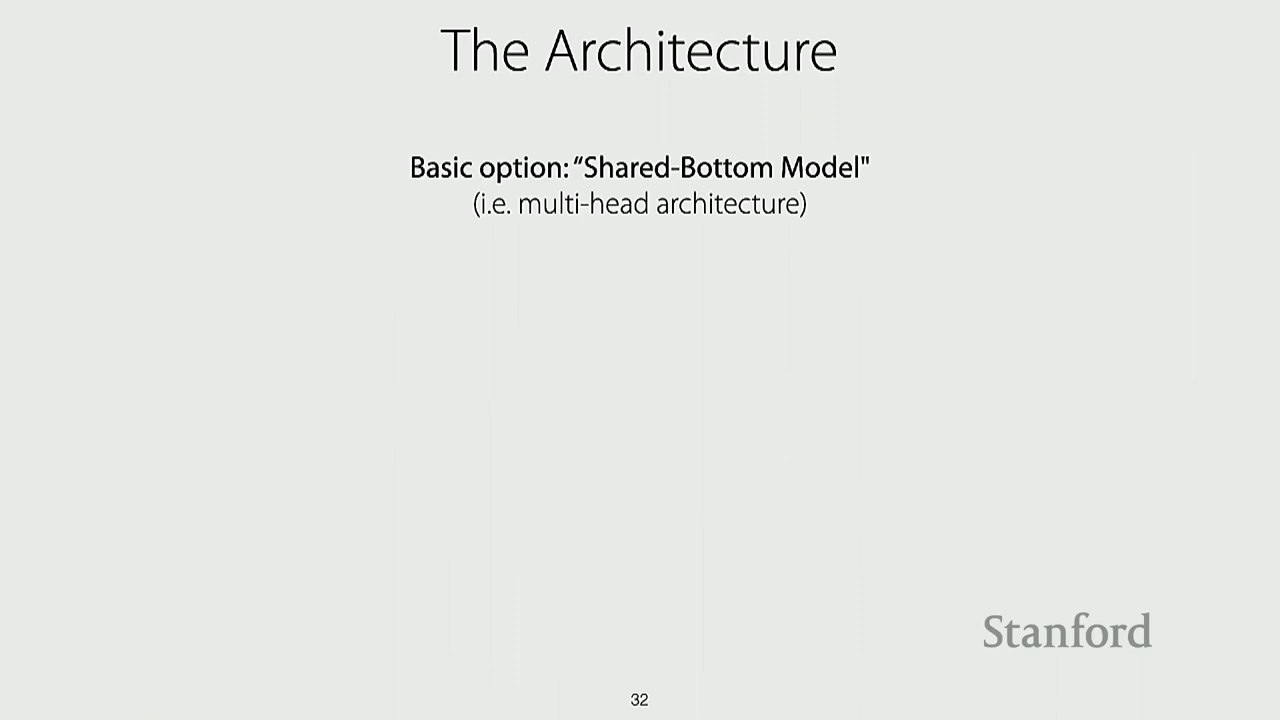 The Architecture
Basic option: “Shared-Bottom Model"
(i.e. multi-head architecture)
Stanford
32